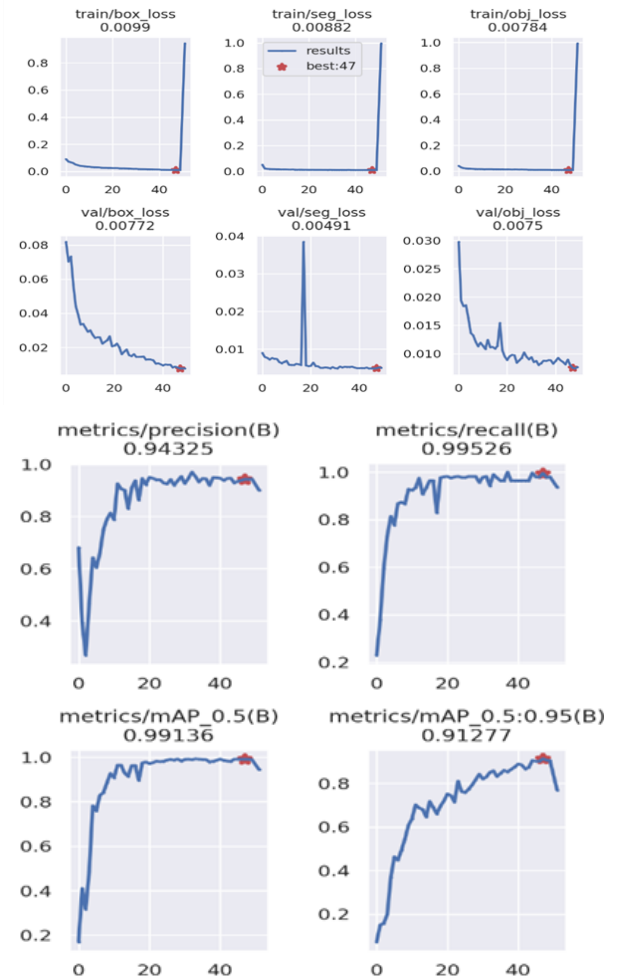 train/box_loss train/seg_loss train/obj_loss
0.0099 0.00882 0.00784
results
best:47
0.8
0.6
0.4
0.2
0.0
0 20 40
1.0
0.8
0.6
0.4
0.2
0.0
0 20 40
1.0
0.8
0.6
0.4
0.2
0.0
0 20 40
val/box_loss val/seg_loss val/obj_loss
0.00772 0.00491 0.0075
0.08
0.06
0.04
0.02
0 20 40
0.04
0.03
0.02
0.01
0 20 40
0.030
0.025
0.020
0.015
0.010
0 20 40
metrics/precision(B) metrics/recall(B)
0.94325 0.99526
1.0
0.8
0.6
0.4
0 20 40
1.0
0.8
0.6
0.4
0.2
0 20 40
metrics/mAP_0.5(B) metrics/mAP_0.5:0.95(B)
0.99136 0.91277
1.0
0.8
0.6
0.4
0.2
0 20 40
0.8
0.6
0.4
0.2
0 20 40